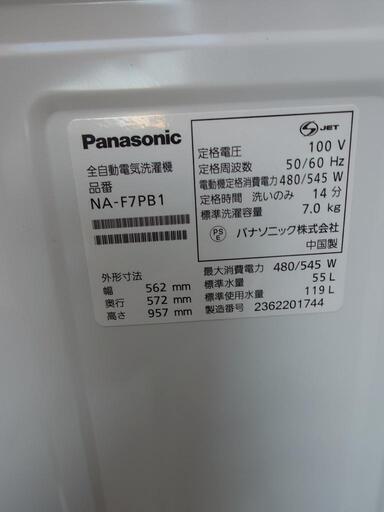 Panasonic
全自動電気洗濯機
品番
NA-F7PB1
外形寸法
幅 562 mm
奥行 572 mm
高さ 957 mm
S JET
定格電圧 100 V
定格周波数 50/60 Hz
電動機定格消費電力 480/545 W
定格時間 洗いのみ 14 分
標準洗濯容量 7.0 kg
PS E パナソニック株式会社
中国製
最大消費電力 480/545 W
標準水量 55 L
標準使用水量 119 L
製造番号 2362201744